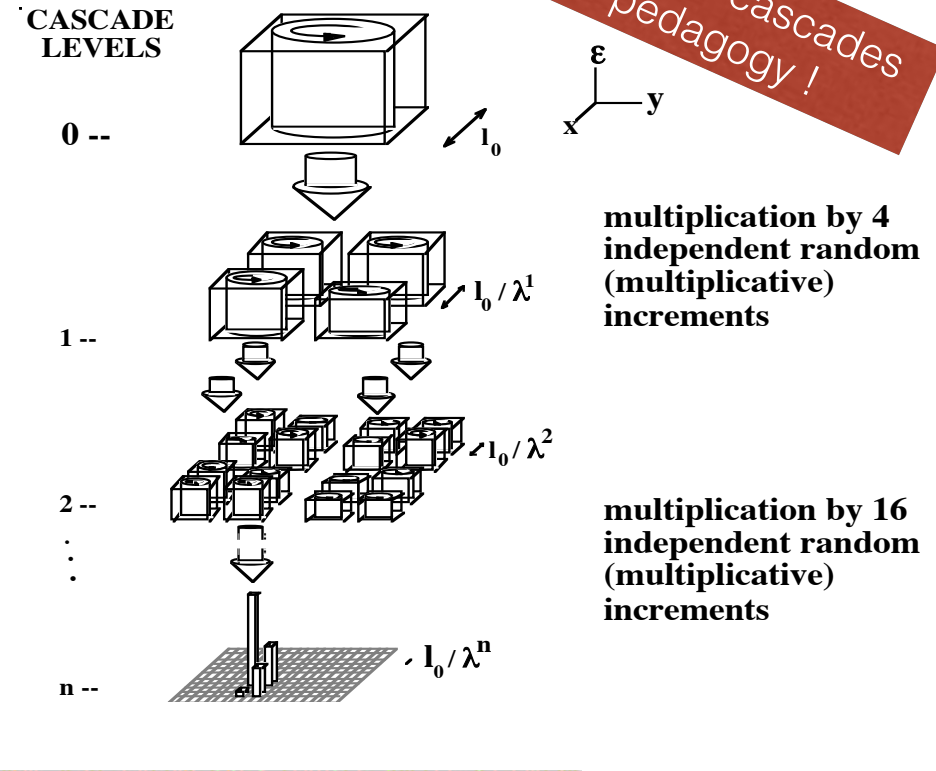 CASCADE
LEVELS
cascades
pedagogy !
ε
y
x
0 --
l₀
multiplication by 4
independent random
(multiplicative)
increments
l₀ / λ¹
1 --
l₀ / λ²
2 --
.
.
.
multiplication by 16
independent random
(multiplicative)
increments
l₀ / λⁿ
n --